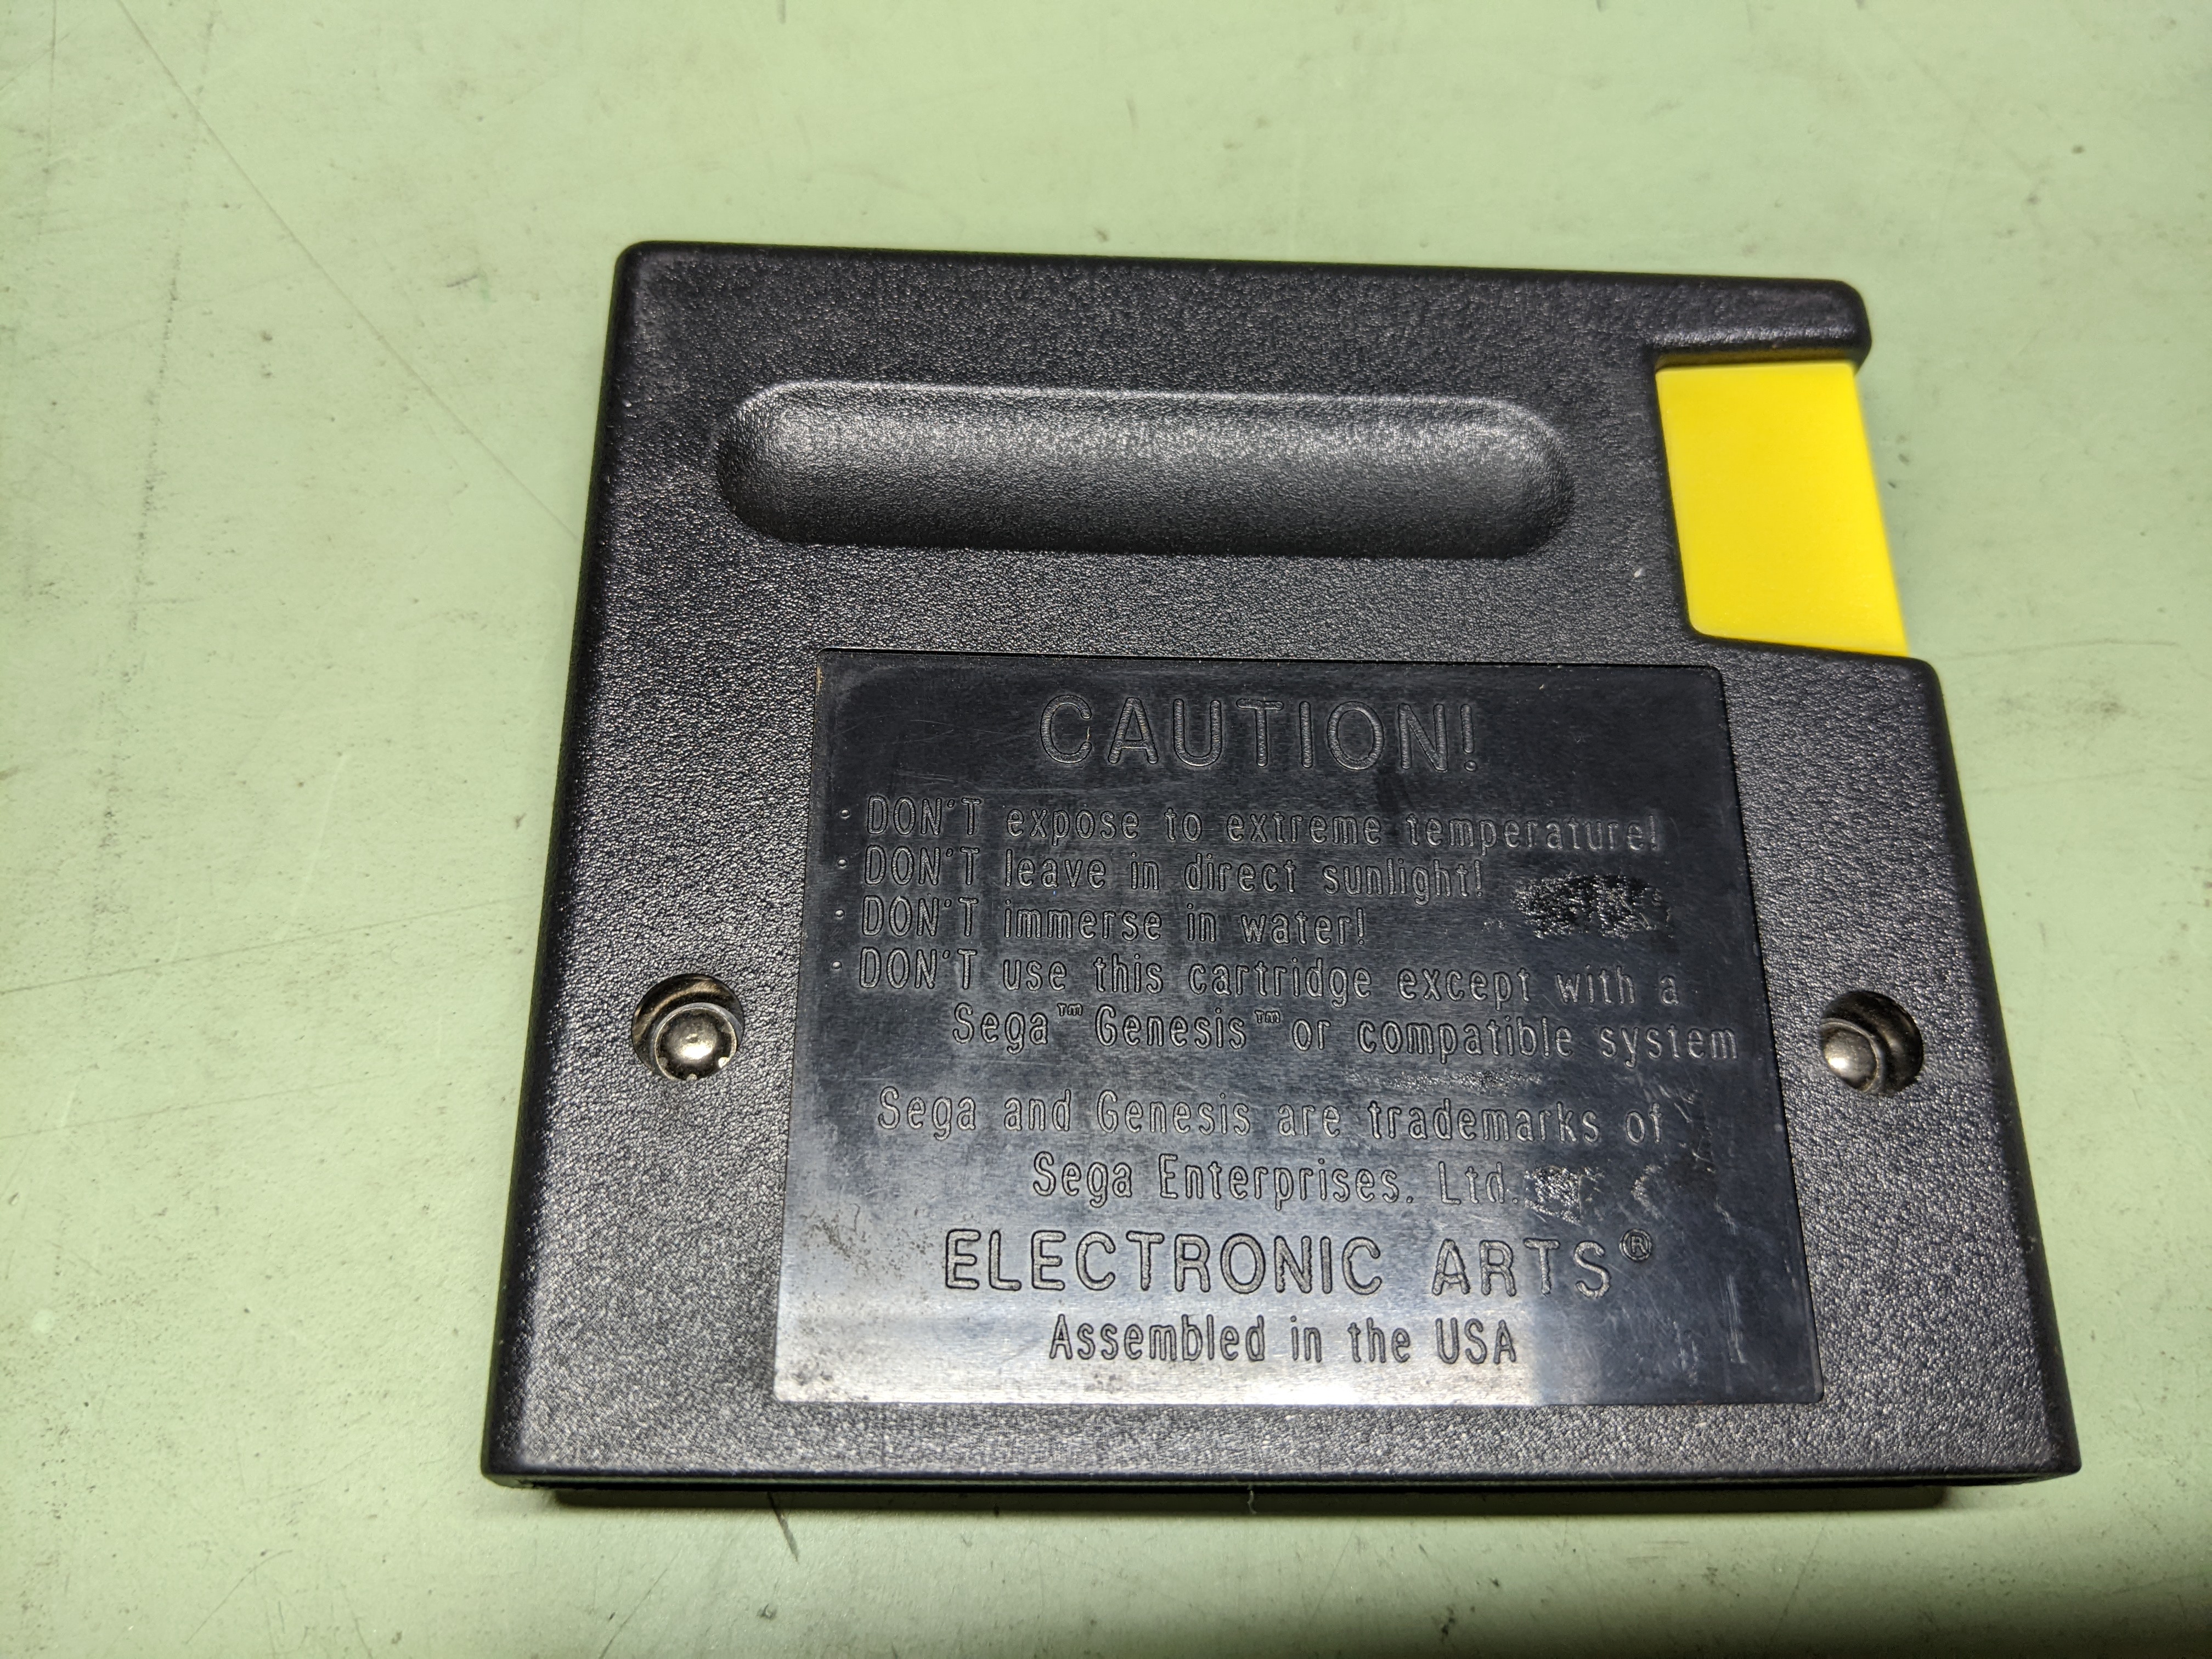 CAUTION!
· DON'T expose to extreme temperature!
· DON'T leave in direct sunlight!
· DON'T immerse in water!
· DON'T use this cartridge except with a
Sega™ Genesis™ or compatible system
Sega and Genesis are trademarks of
Sega Enterprises, Ltd.
ELECTRONIC ARTS®
Assembled in the USA